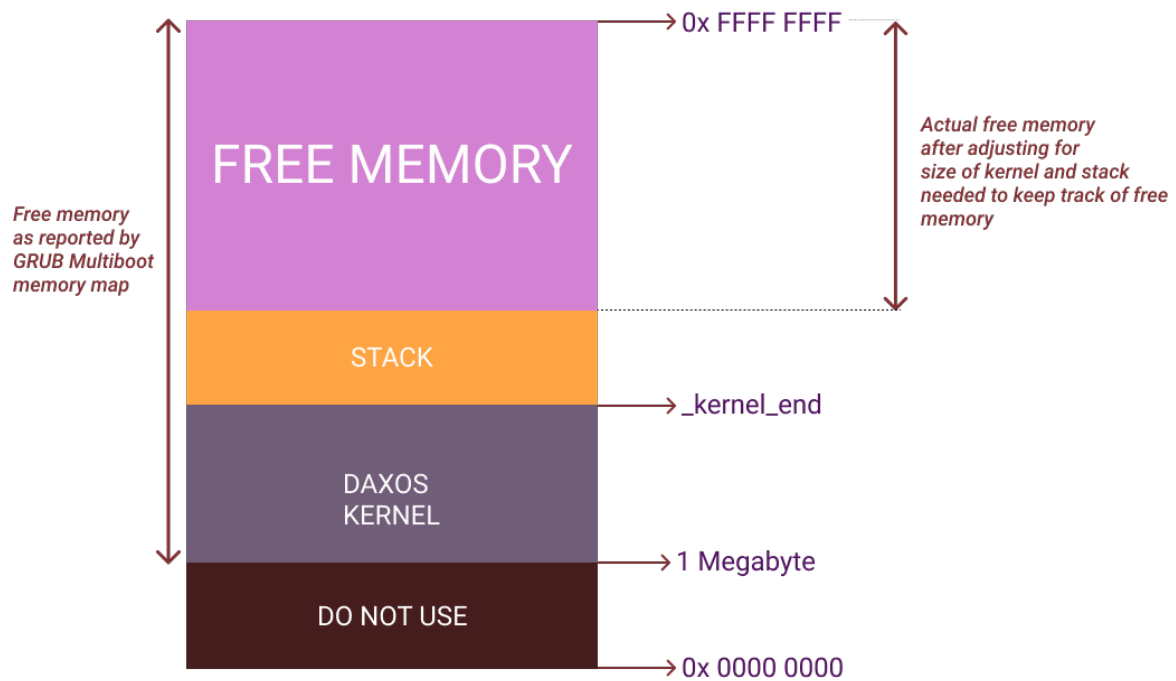 0x FFFF FFFF
FREE MEMORY
Actual free memory
after adjusting for
size of kernel and stack
needed to keep track of free
memory
Free memory
as reported by
GRUB Multiboot
memory map
STACK
_kernel_end
DAXOS
KERNEL
1 Megabyte
DO NOT USE
0x 0000 0000